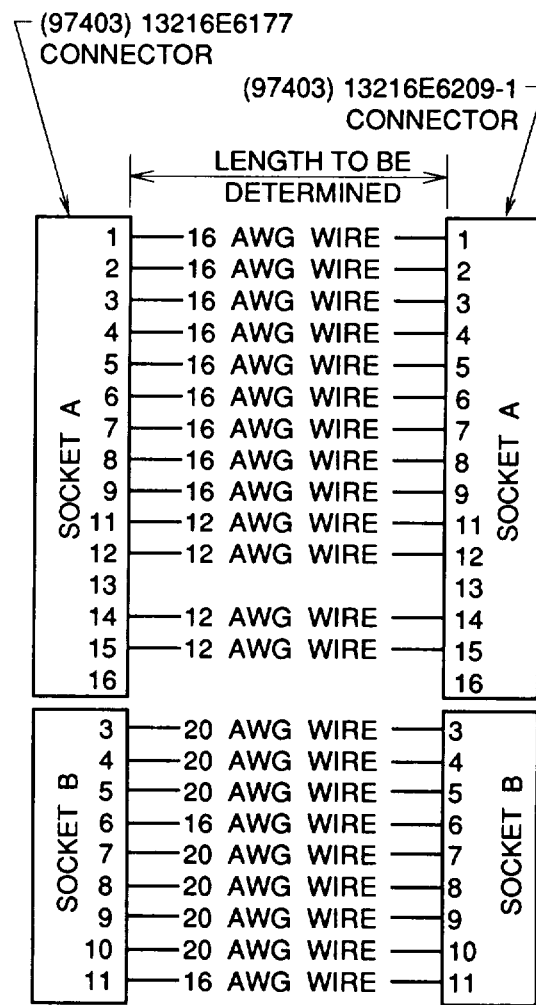 (97403) 13216E6177
CONNECTOR
(97403) 13216E6209-1
CONNECTOR
LENGTH TO BE
DETERMINED
SOCKET A
1 16 AWG WIRE 1
2 16 AWG WIRE 2
3 16 AWG WIRE 3
4 16 AWG WIRE 4
5 16 AWG WIRE 5
6 16 AWG WIRE 6
7 16 AWG WIRE 7
8 16 AWG WIRE 8
9 16 AWG WIRE 9
11 12 AWG WIRE 11
12 12 AWG WIRE 12
13 13
14 12 AWG WIRE 14
15 12 AWG WIRE 15
16 16
SOCKET A
SOCKET B
3 20 AWG WIRE 3
4 20 AWG WIRE 4
5 20 AWG WIRE 5
6 16 AWG WIRE 6
7 20 AWG WIRE 7
8 20 AWG WIRE 8
9 20 AWG WIRE 9
10 20 AWG WIRE 10
11 16 AWG WIRE 11
SOCKET B